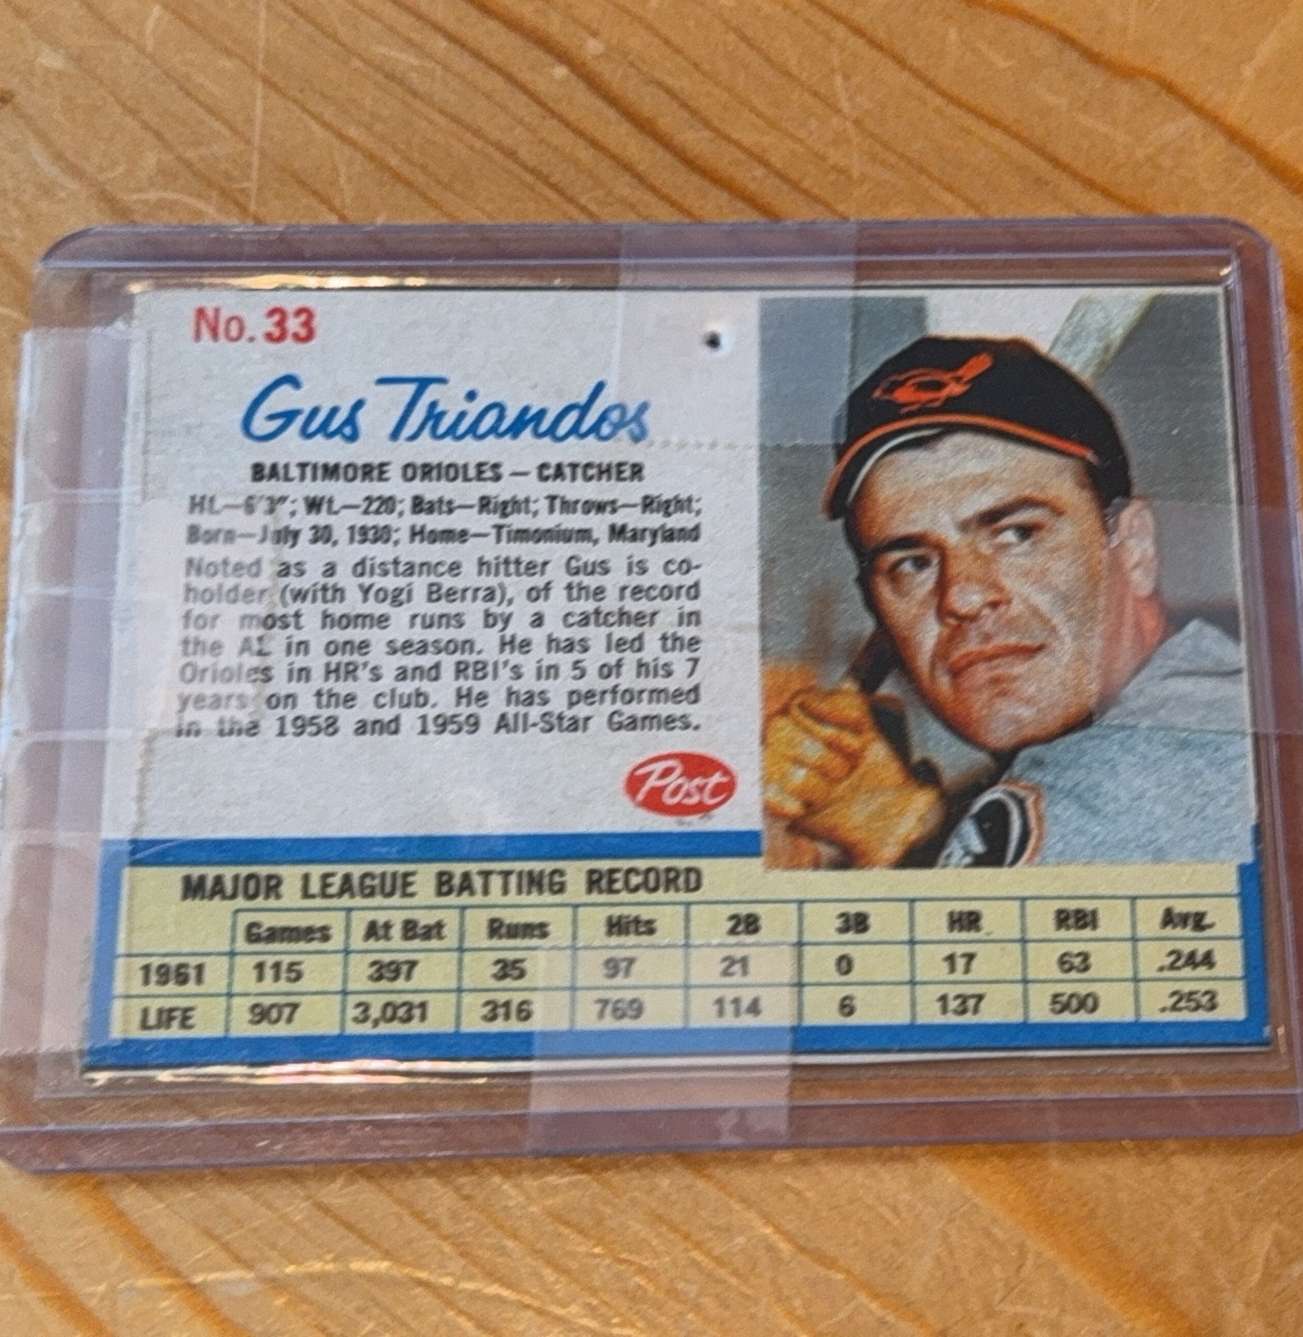 No. 33
Gus Triandos
BALTIMORE ORIOLES — CATCHER
Ht.—6'3"; Wt.—220; Bats—Right; Throws—Right;
Born—July 30, 1930; Home—Timonium, Maryland
Noted as a distance hitter Gus is co-
holder (with Yogi Berra), of the record
for most home runs by a catcher in
the AL in one season. He has led the
Orioles in HR's and RBI's in 5 of his 7
years on the club. He has performed
in the 1958 and 1959 All-Star Games.
Post
MAJOR LEAGUE BATTING RECORD
Games At Bat Runs Hits 2B 3B HR RBI Avg.
1961 115 397 35 97 21 0 17 63 .244
LIFE 907 3,031 316 769 114 6 137 500 .253